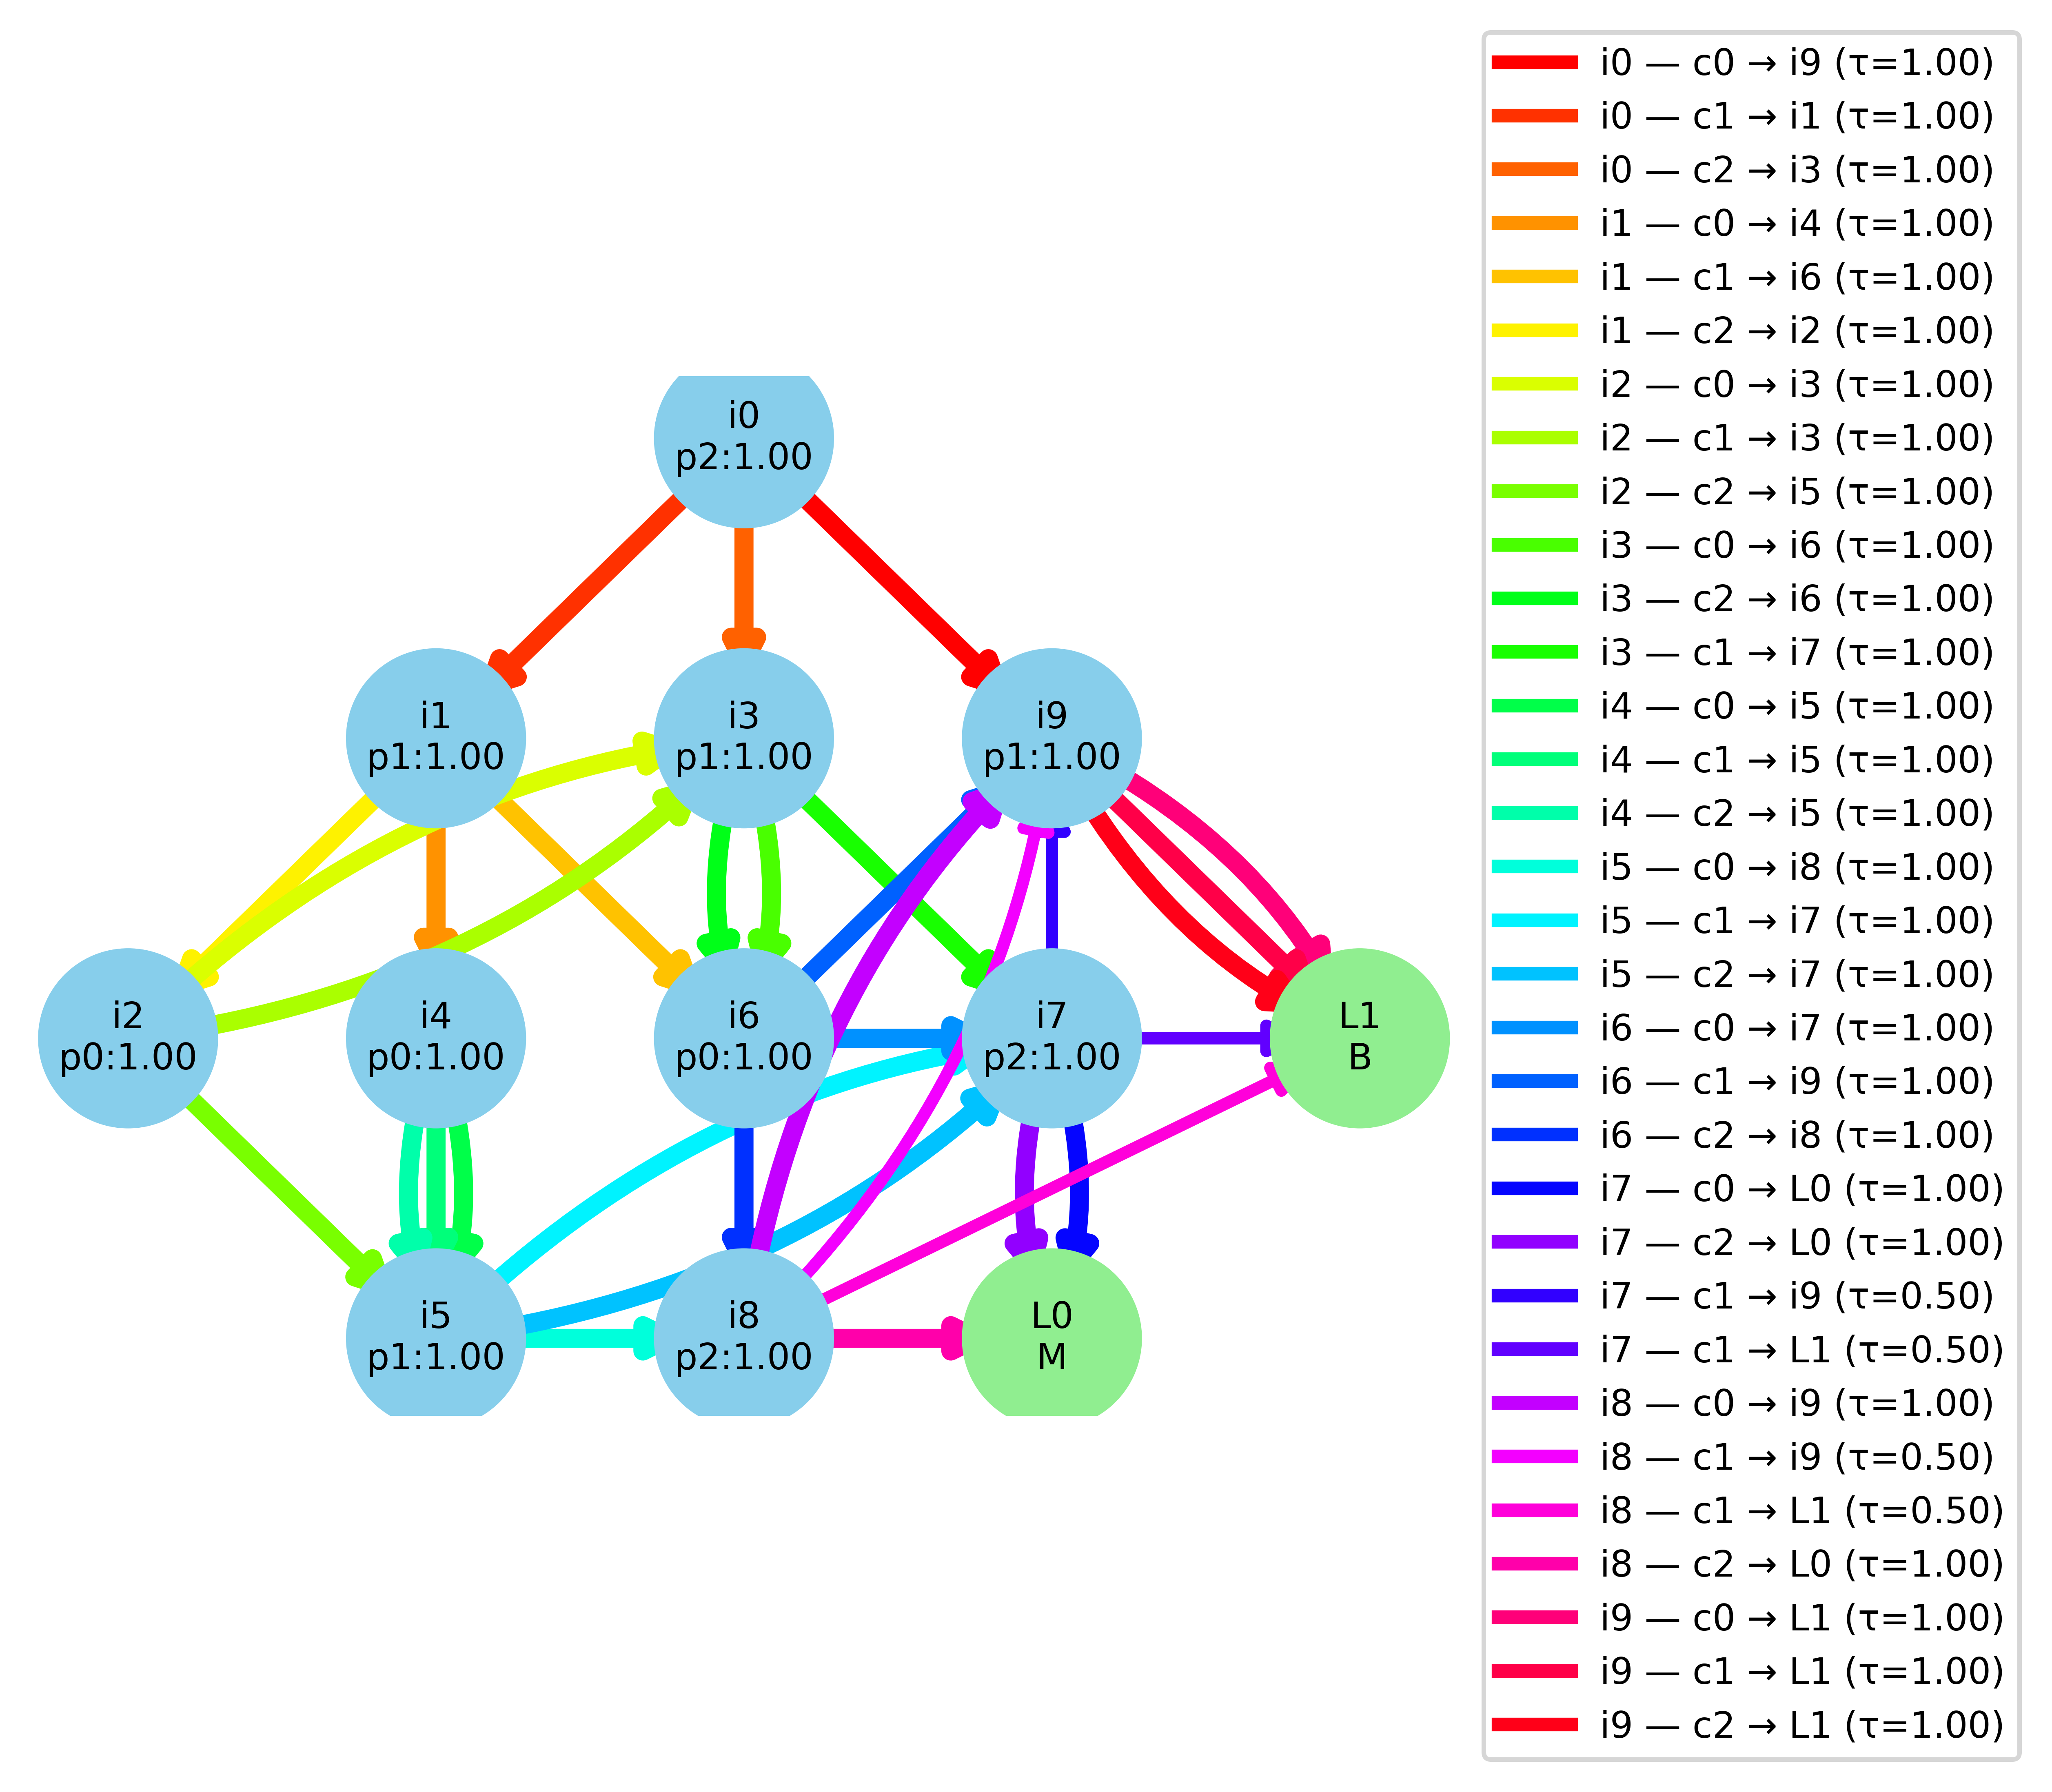 i0
p2:1.00
i1
p1:1.00
i3
p1:1.00
i9
p1:1.00
i2
p0:1.00
i4
p0:1.00
i6
p0:1.00
i7
p2:1.00
L1
B
i5
p1:1.00
i8
p2:1.00
L0
M
i0 — c0 → i9 (τ=1.00)
i0 — c1 → i1 (τ=1.00)
i0 — c2 → i3 (τ=1.00)
i1 — c0 → i4 (τ=1.00)
i1 — c1 → i6 (τ=1.00)
i1 — c2 → i2 (τ=1.00)
i2 — c0 → i3 (τ=1.00)
i2 — c1 → i3 (τ=1.00)
i2 — c2 → i5 (τ=1.00)
i3 — c0 → i6 (τ=1.00)
i3 — c2 → i6 (τ=1.00)
i3 — c1 → i7 (τ=1.00)
i4 — c0 → i5 (τ=1.00)
i4 — c1 → i5 (τ=1.00)
i4 — c2 → i5 (τ=1.00)
i5 — c0 → i8 (τ=1.00)
i5 — c1 → i7 (τ=1.00)
i5 — c2 → i7 (τ=1.00)
i6 — c0 → i7 (τ=1.00)
i6 — c1 → i9 (τ=1.00)
i6 — c2 → i8 (τ=1.00)
i7 — c0 → L0 (τ=1.00)
i7 — c2 → L0 (τ=1.00)
i7 — c1 → i9 (τ=0.50)
i7 — c1 → L1 (τ=0.50)
i8 — c0 → i9 (τ=1.00)
i8 — c1 → i9 (τ=0.50)
i8 — c1 → L1 (τ=0.50)
i8 — c2 → L0 (τ=1.00)
i9 — c0 → L1 (τ=1.00)
i9 — c1 → L1 (τ=1.00)
i9 — c2 → L1 (τ=1.00)